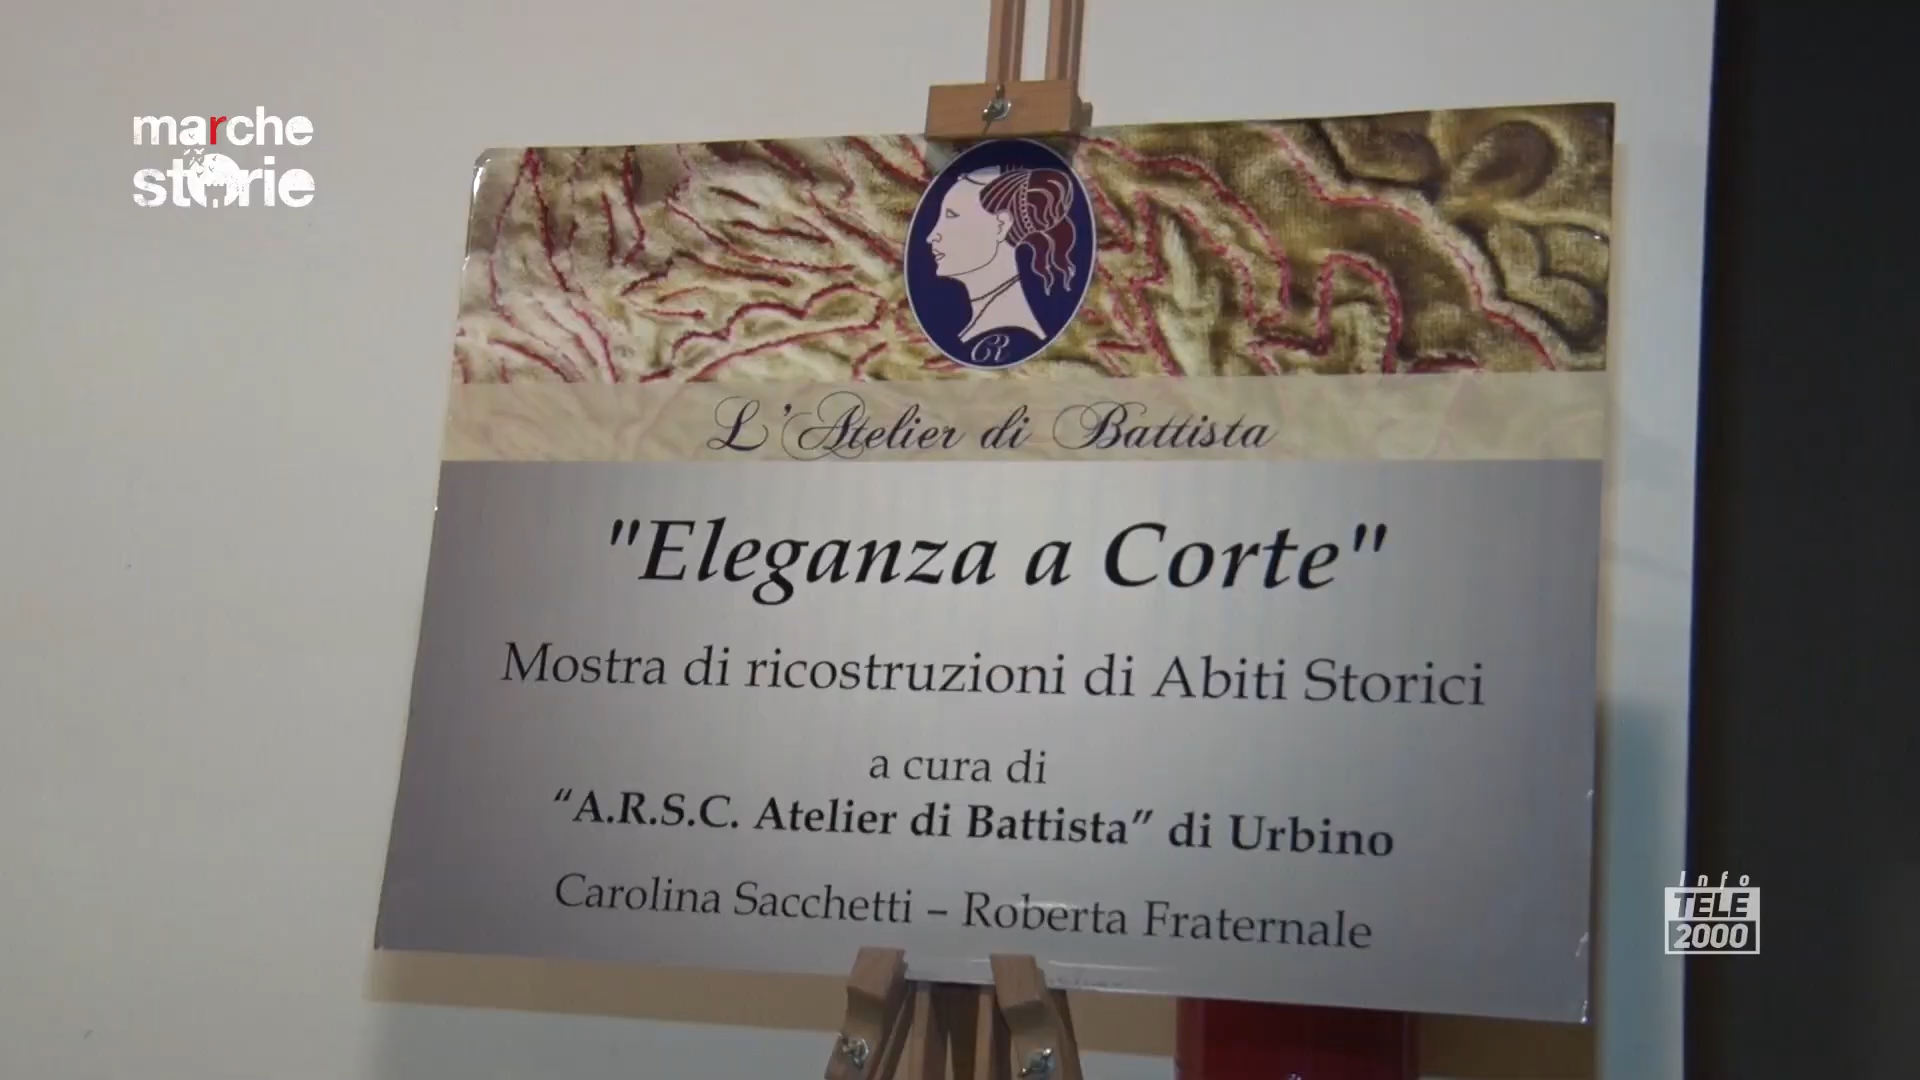 marche
storie
CR
L'Atelier di Battista
"Eleganza a Corte"
Mostra di ricostruzioni di Abiti Storici
a cura di
“A.R.S.C. Atelier di Battista” di Urbino
Carolina Sacchetti – Roberta Fraternale
Info
TELE
2000